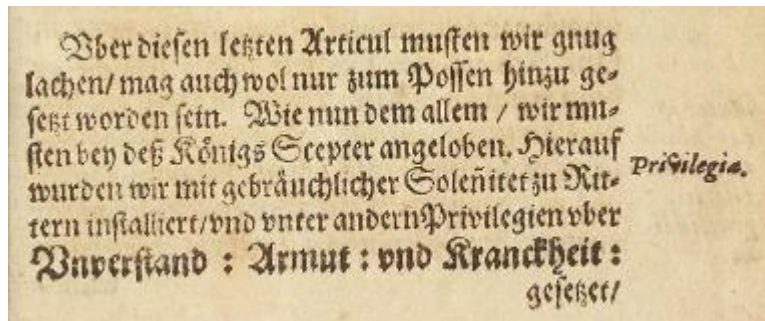 Vber diesen letzten Articul musten wir gnug
lachen/ mag auch wol nur zum Possen hinzu ge-
setzt worden sein. Wie nun dem allem / wir mu-
sten bey deß Königs Scepter angeloben. Hierauf
wurden wir mit gebräuchlicher Soleñitet zu Rit-
tern installiert/ vnd vnter andern Privilegien vber
Vnverstand : Armut : vnd Kranckheit :
gesetzet/
Privilegia.